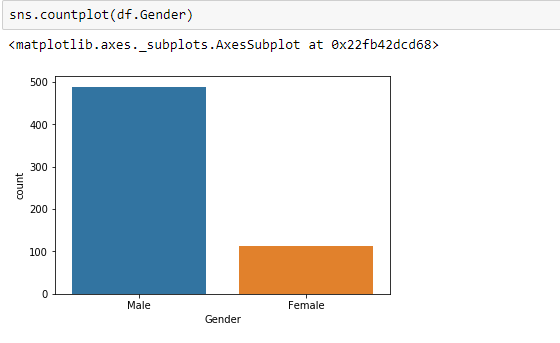 sns.countplot(df.Gender)
<matplotlib.axes._subplots.AxesSubplot at 0x22fb42dcd68>
500
400
300
200
100
0
count
Male Female
Gender